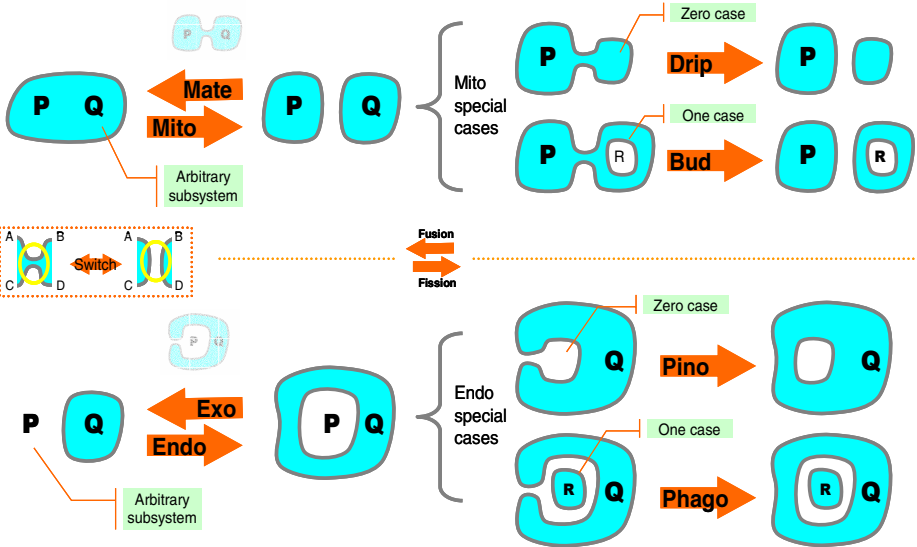 P Q
Zero case
P
Drip
P
Mate
Mito
P Q
P
Q
Mito
special
cases
One case
P
R
Bud
P
R
Arbitrary
subsystem
A B
C D
Switch
A B
C D
Fusion
Fission
P Q
Zero case
Q
Pino
Q
P
Q
Exo
Endo
P Q
Endo
special
cases
One case
R
Q
Phago
R
Q
Arbitrary
subsystem